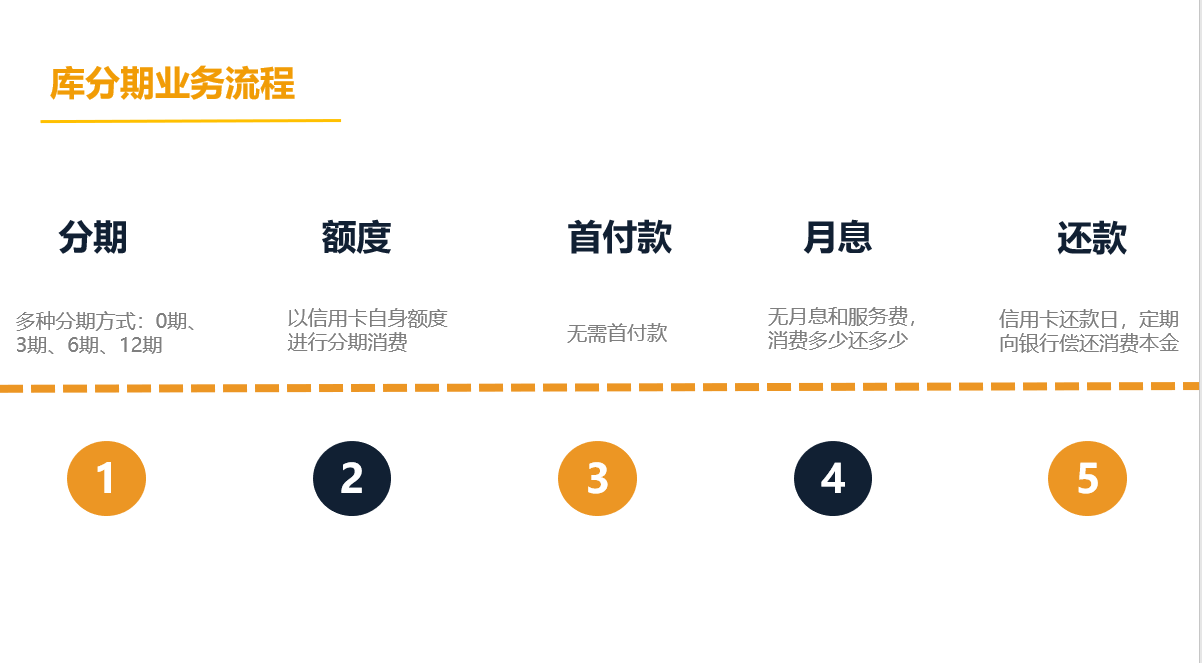 库分期业务流程
分期
额度
首付款
月息
还款
多种分期方式：0期、
3期、6期、12期
以信用卡自身额度
进行分期消费
无需首付款
无月息和服务费，
消费多少还多少
信用卡还款日，定期
向银行偿还消费本金
1
2
3
4
5